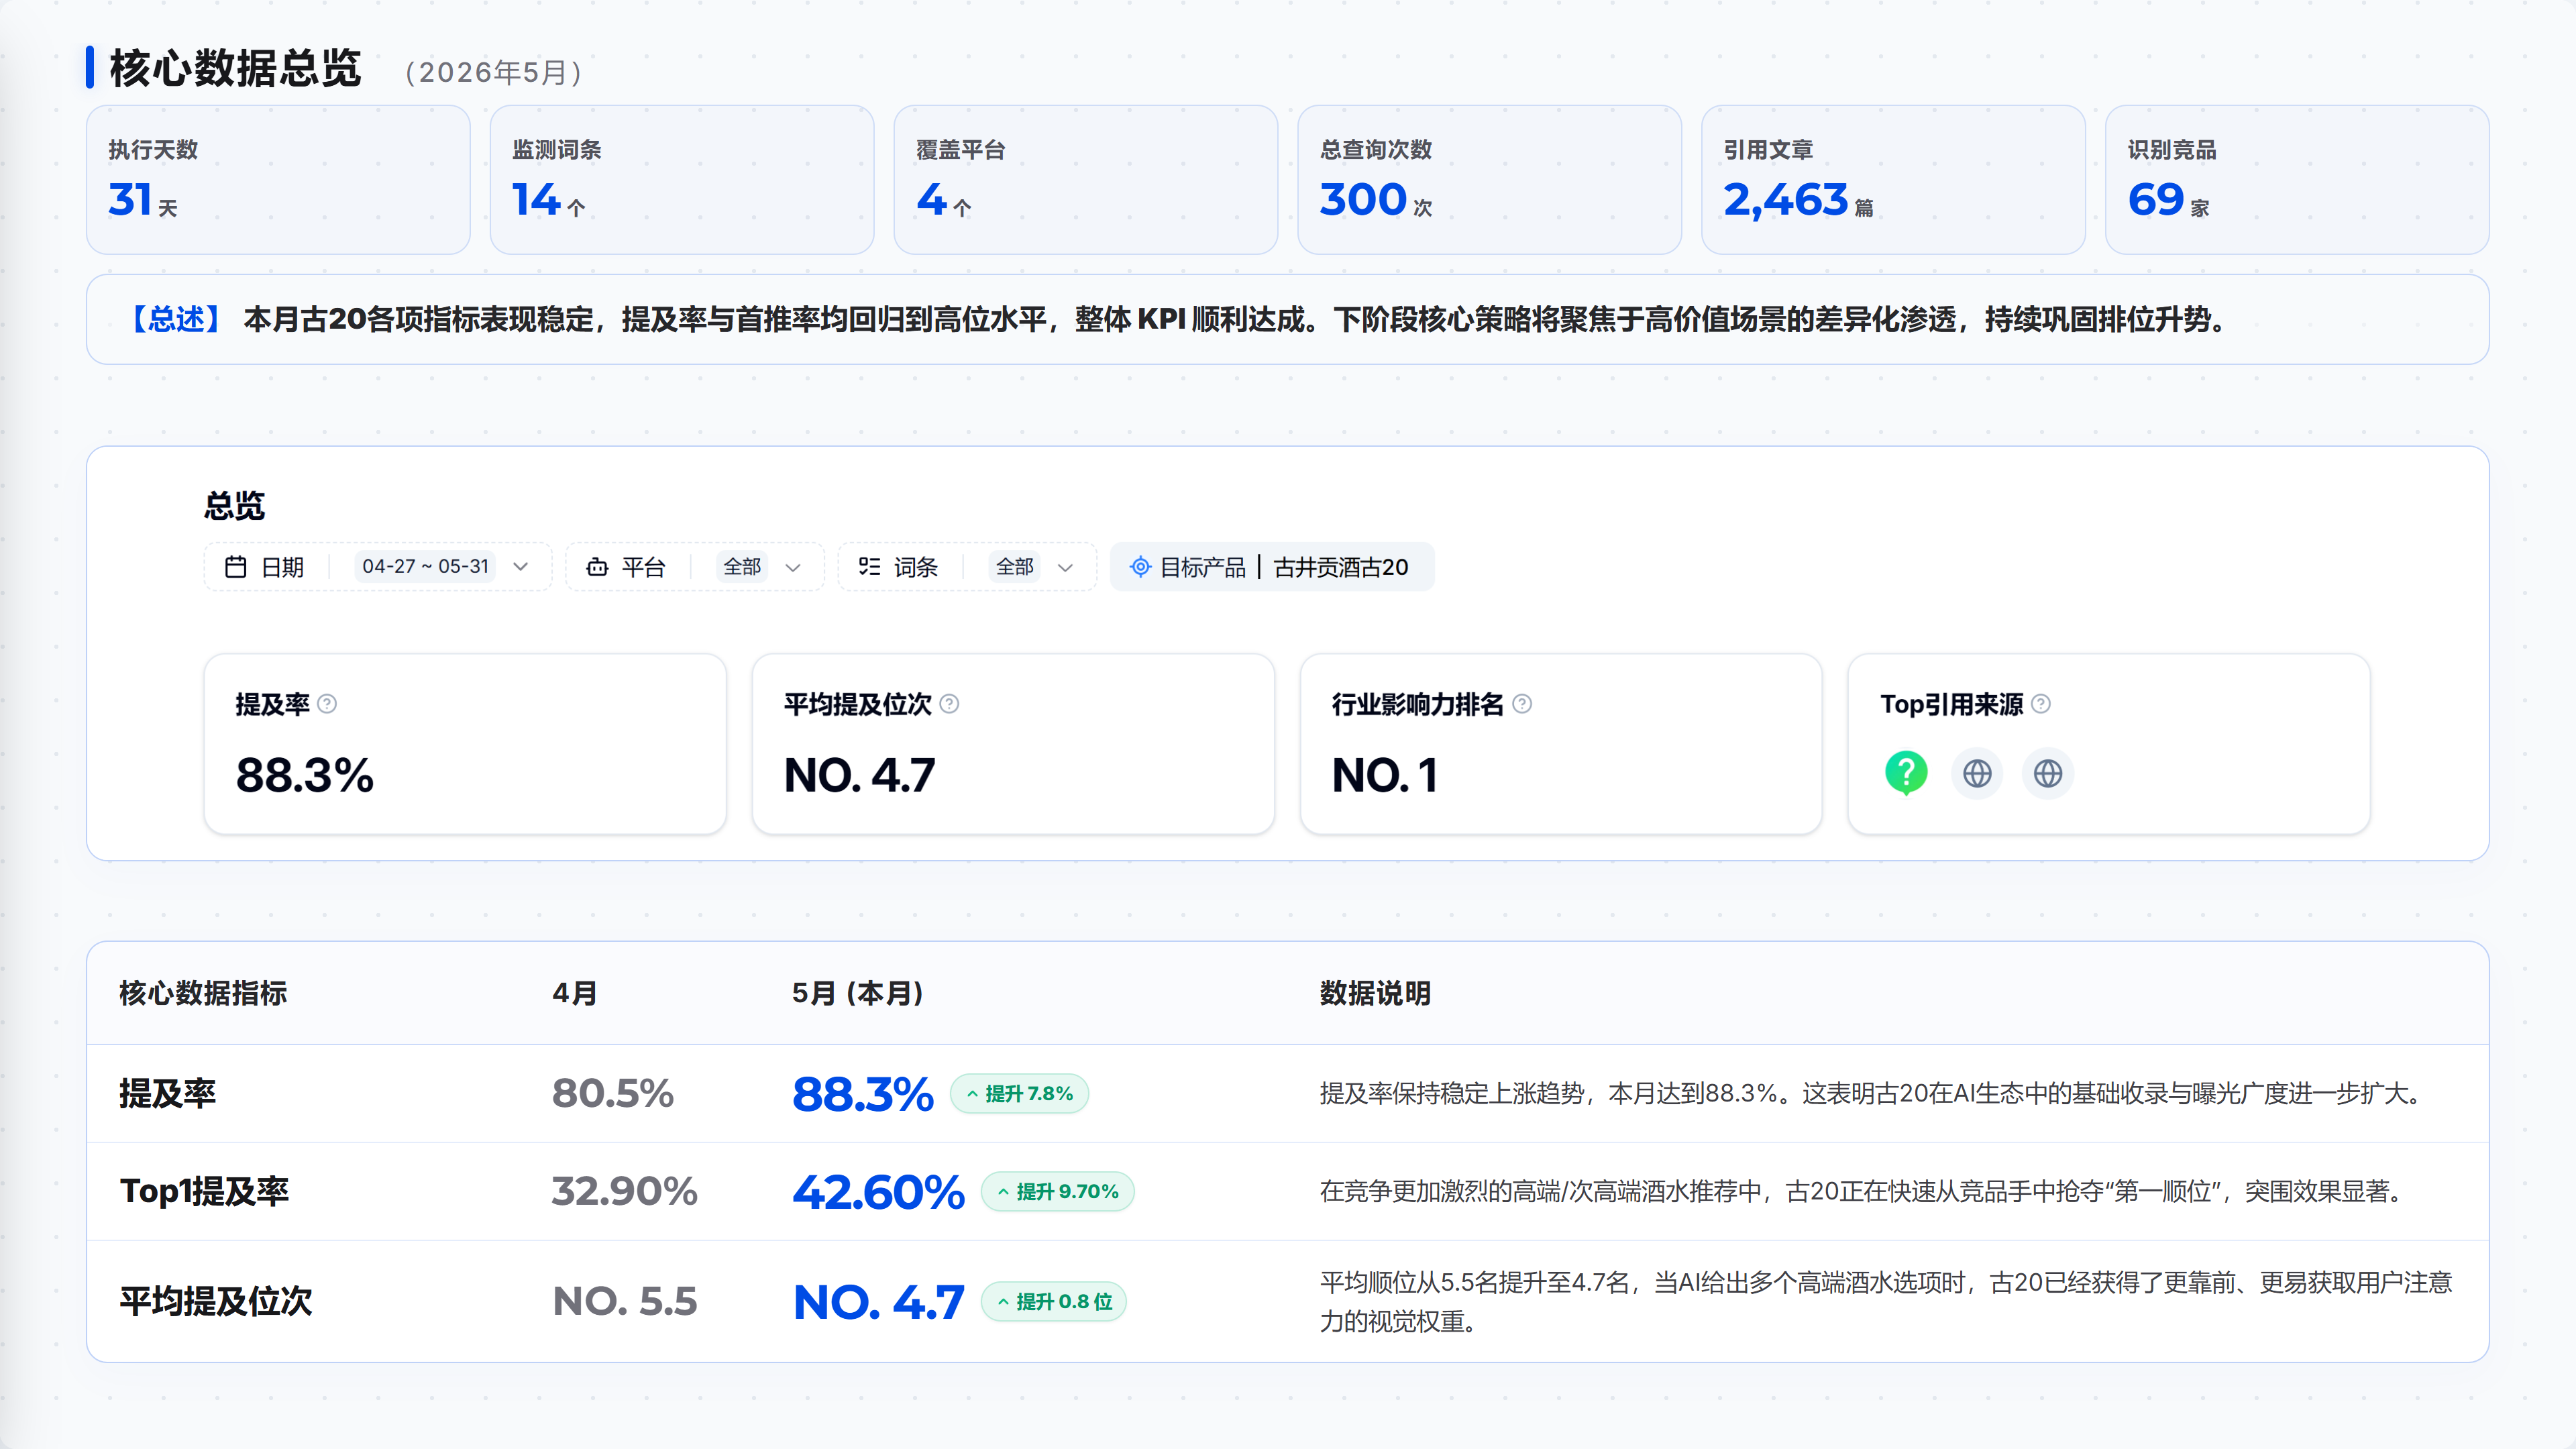 核心数据总览 （2026年5月）
执行天数
31 天
监测词条
14 个
覆盖平台
4 个
总查询次数
300 次
引用文章
2,463 篇
识别竞品
69 家
【总述】 本月古20各项指标表现稳定，提及率与首推率均回归到高位水平，整体 KPI 顺利达成。下阶段核心策略将聚焦于高价值场景的差异化渗透，持续巩固排位升势。
总览
日期 04-27 ~ 05-31 平台 全部 词条 全部 目标产品 | 古井贡酒古20
提及率 ?
88.3%
平均提及位次 ?
NO. 4.7
行业影响力排名 ?
NO. 1
Top引用来源 ?
?
核心数据指标 4月 5月 (本月) 数据说明
提及率 80.5% 88.3% 提升 7.8% 提及率保持稳定上涨趋势，本月达到88.3%。这表明古20在AI生态中的基础收录与曝光广度进一步扩大。
Top1提及率 32.90% 42.60% 提升 9.70% 在竞争更加激烈的高端/次高端酒水推荐中，古20正在快速从竞品手中抢夺“第一顺位”，突围效果显著。
平均提及位次 NO. 5.5 NO. 4.7 提升 0.8 位 平均顺位从5.5名提升至4.7名，当AI给出多个高端酒水选项时，古20已经获得了更靠前、更易获取用户注意
力的视觉权重。